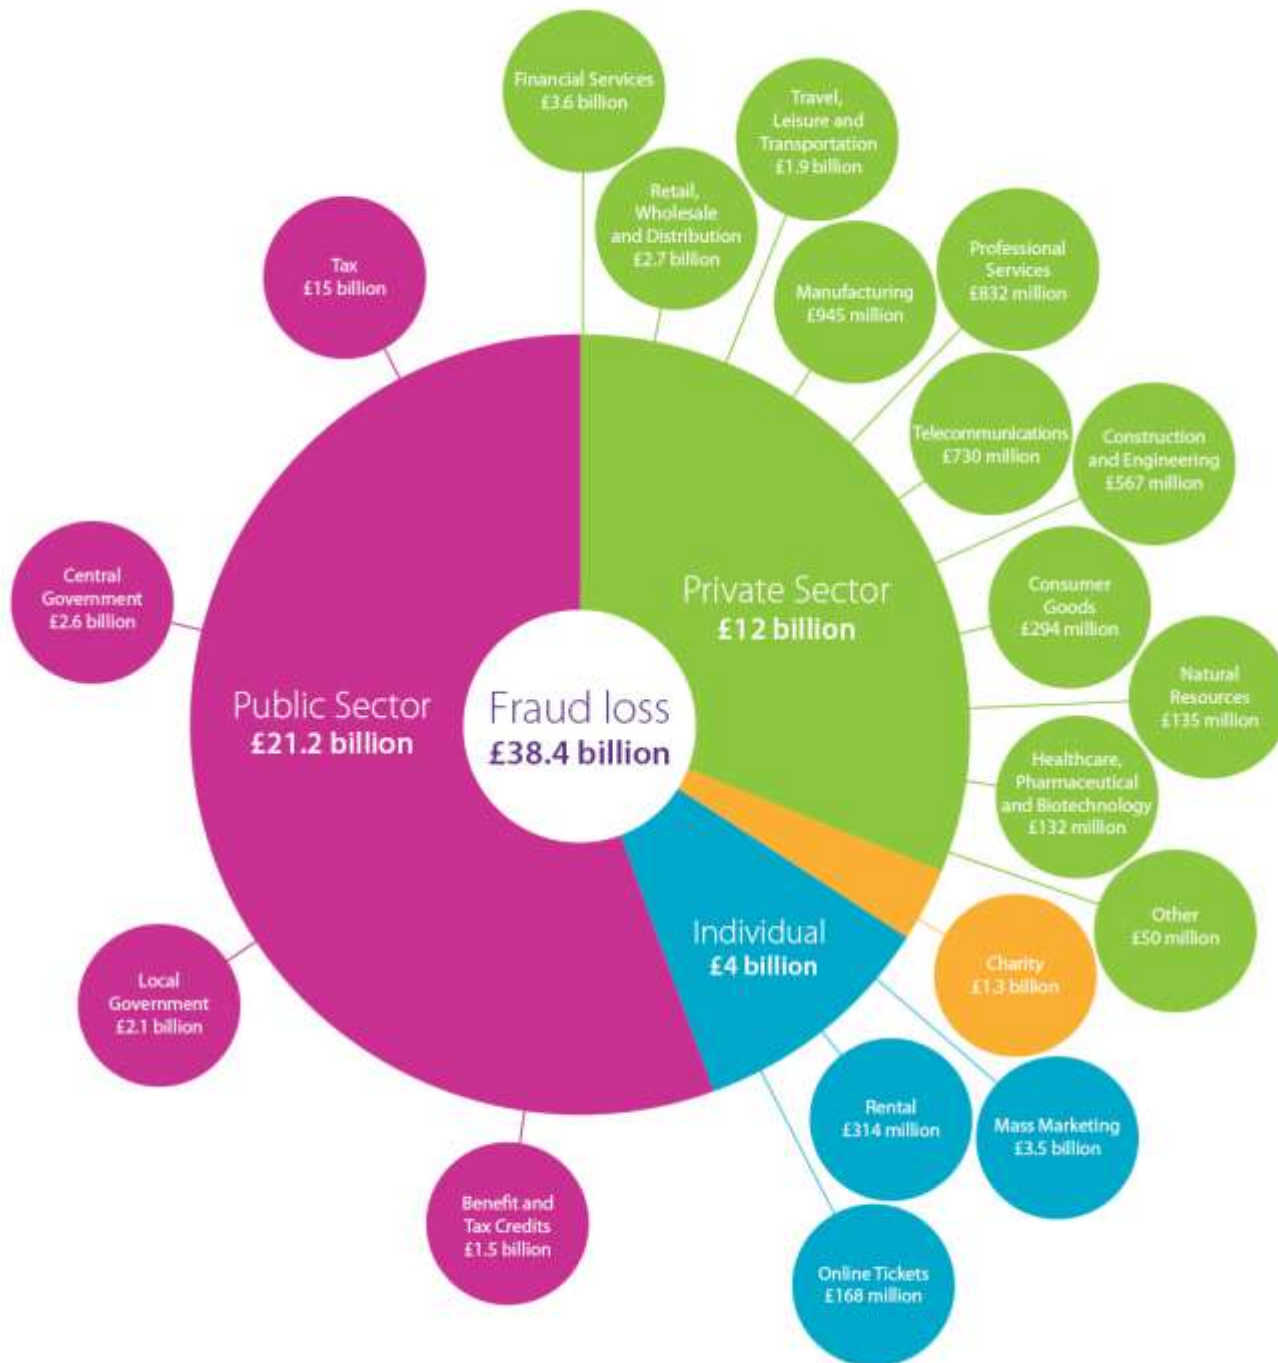 Financial Services
£3.6 billion
Travel,
Leisure and
Transportation
£1.9 billion
Retail,
Wholesale
and Distribution
£2.7 billion
Professional
Services
£832 million
Manufacturing
£945 million
Telecommunications
£730 million
Construction
and Engineering
£567 million
Consumer
Goods
£294 million
Natural
Resources
£135 million
Healthcare,
Pharmaceutical
and Biotechnology
£132 million
Other
£50 million
Private Sector
£12 billion
Fraud loss
£38.4 billion
Public Sector
£21.2 billion
Tax
£15 billion
Central
Government
£2.6 billion
Local
Government
£2.1 billion
Benefit and
Tax Credits
£1.5 billion
Individual
£4 billion
Charity
£1.3 billion
Rental
£314 million
Mass Marketing
£3.5 billion
Online Tickets
£168 million